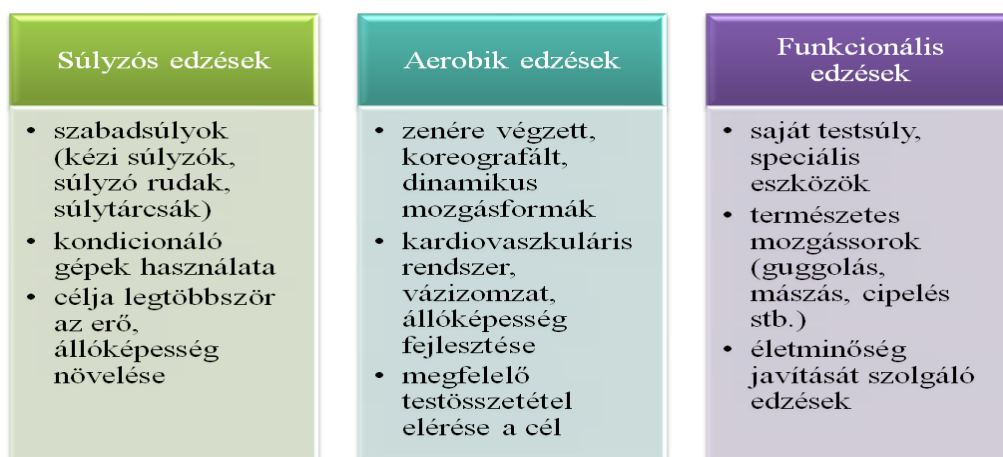 Súlyzós edzések
• szabadsúlyok
(kézi súlyzók,
súlyzó rudak,
súlytárcsák)
• kondicionáló
gépek használata
• célja legtöbbször
az erő,
állóképesség
növelése
Aerobik edzések
• zenére végzett,
koreografált,
dinamikus
mozgásformák
• kardiovaszkuláris
rendszer,
vázizomzat,
állóképesség
fejlesztése
• megfelelő
testösszetétel
elérése a cél
Funkcionális
edzések
• saját testsúly,
speciális
eszközök
• természetes
mozgássorok
(guggolás,
mászás, cipelés
stb.)
• életminőség
javítását szolgáló
edzések